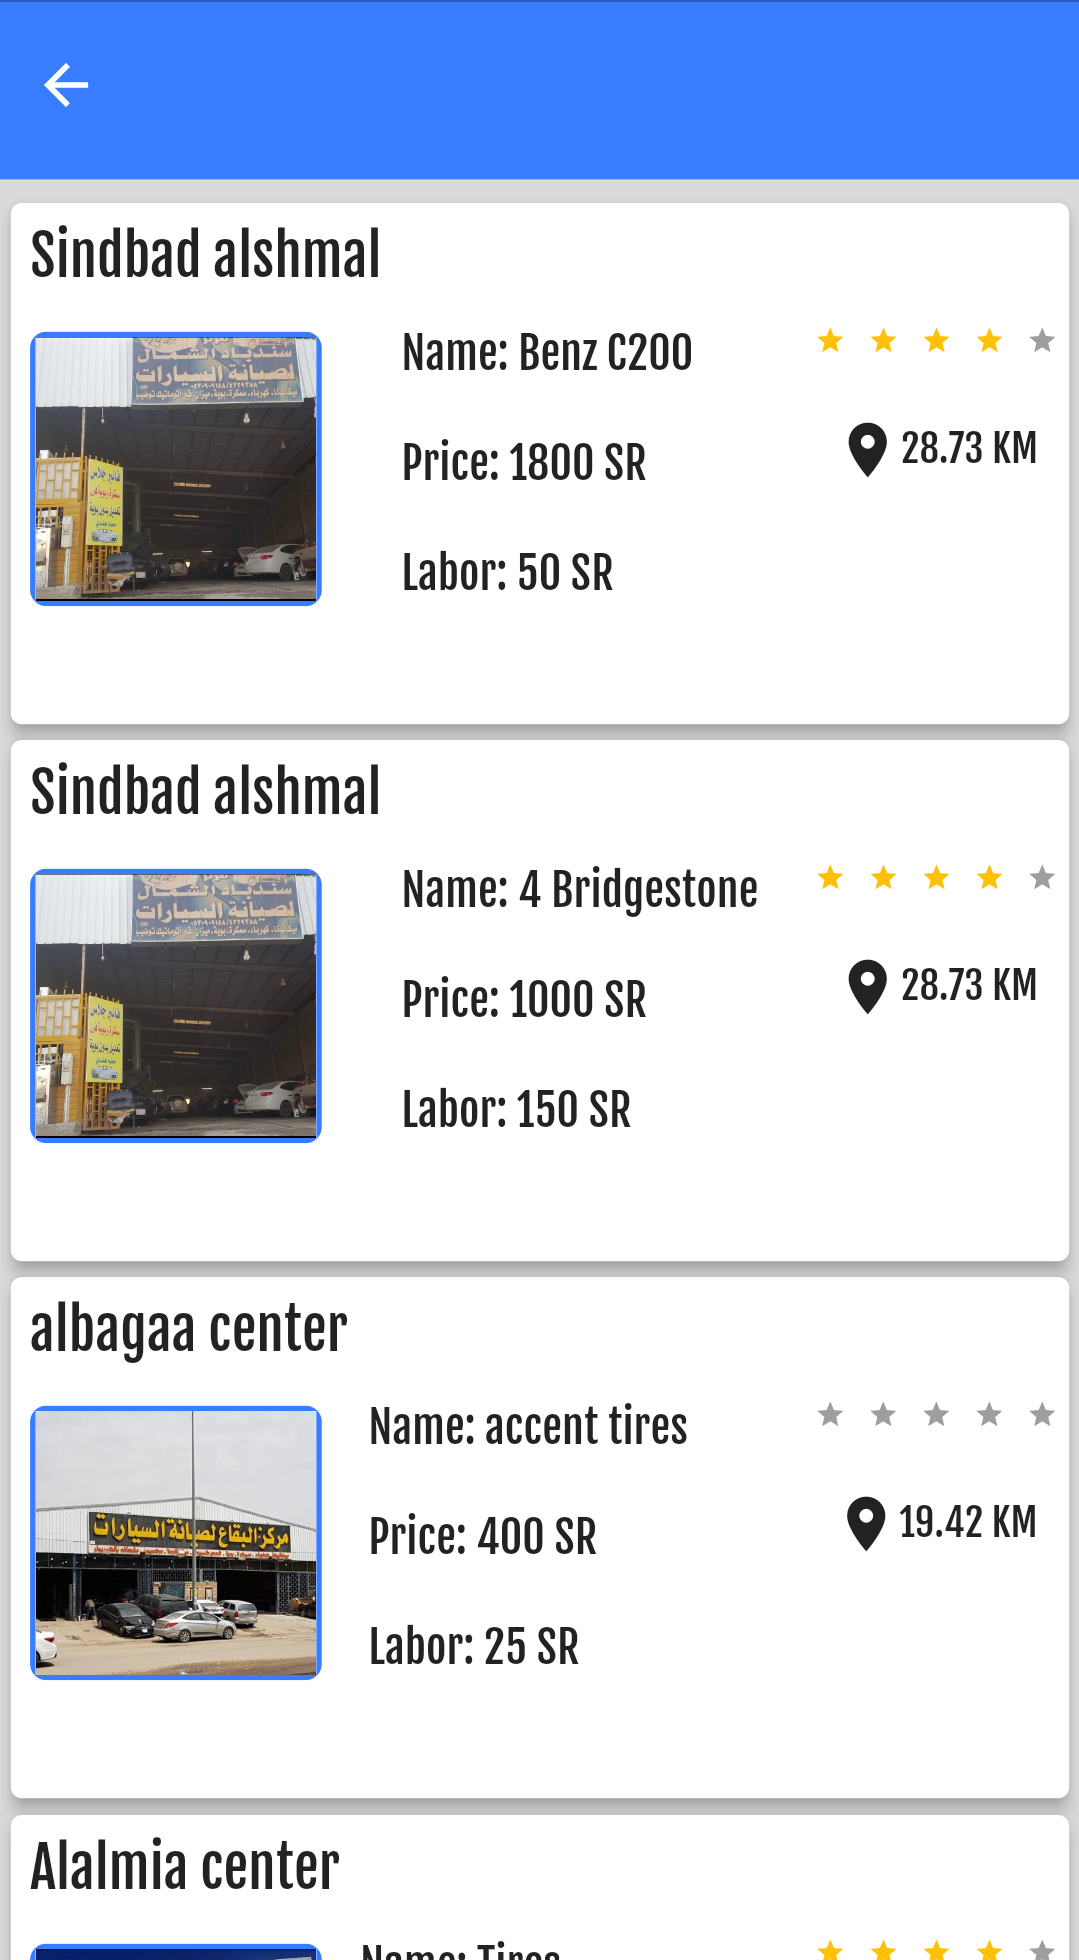 Sindbad alshmal
سندباد الشمال
لصيانة السيارات
Name: Benz C200
Price: 1800 SR
Labor: 50 SR
28.73 KM
Sindbad alshmal
سندباد الشمال
لصيانة السيارات
Name: 4 Bridgestone
Price: 1000 SR
Labor: 150 SR
28.73 KM
albagaa center
مركز البقاع لصيانة السيارات
Name: accent tires
Price: 400 SR
Labor: 25 SR
19.42 KM
Alalmia center
Name: Tires